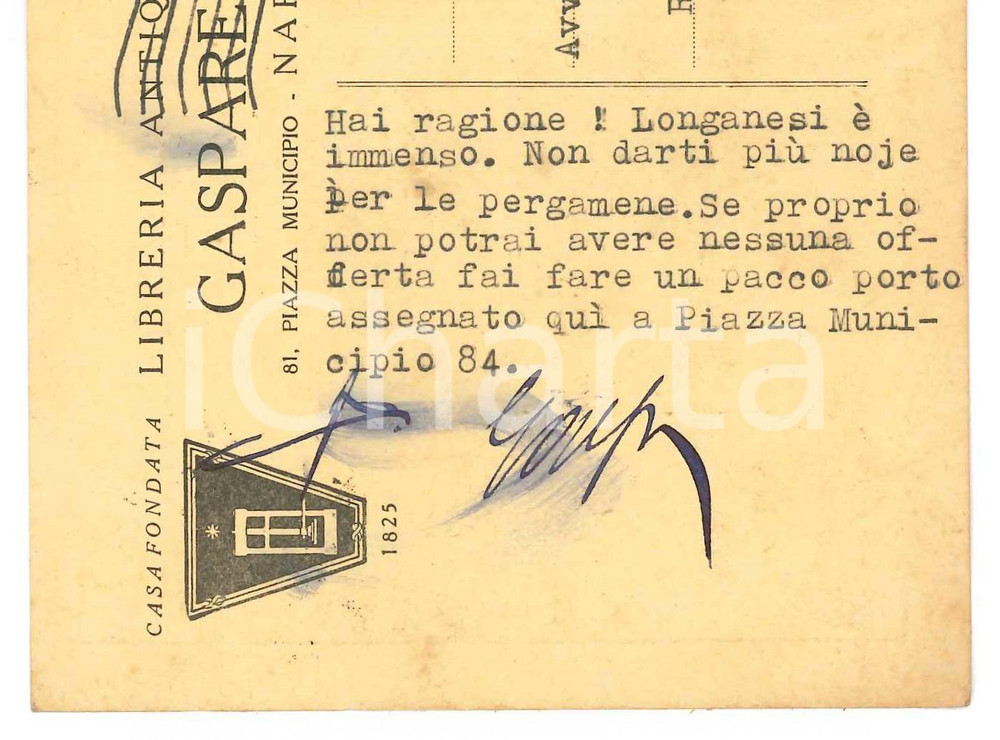 CASA FONDATA
1825
LIBRERIA ANTIQ
GASPARE
81, PIAZZA MUNICIPIO - NAP
Avv
Hai ragione ! Longanesi è
immenso. Non darti più noje
per le pergamene.Se proprio
non potrai avere nessuna of-
ferta fai fare un pacco porto
assegnato quì a Piazza Muni-
cipio 84.
iCharta